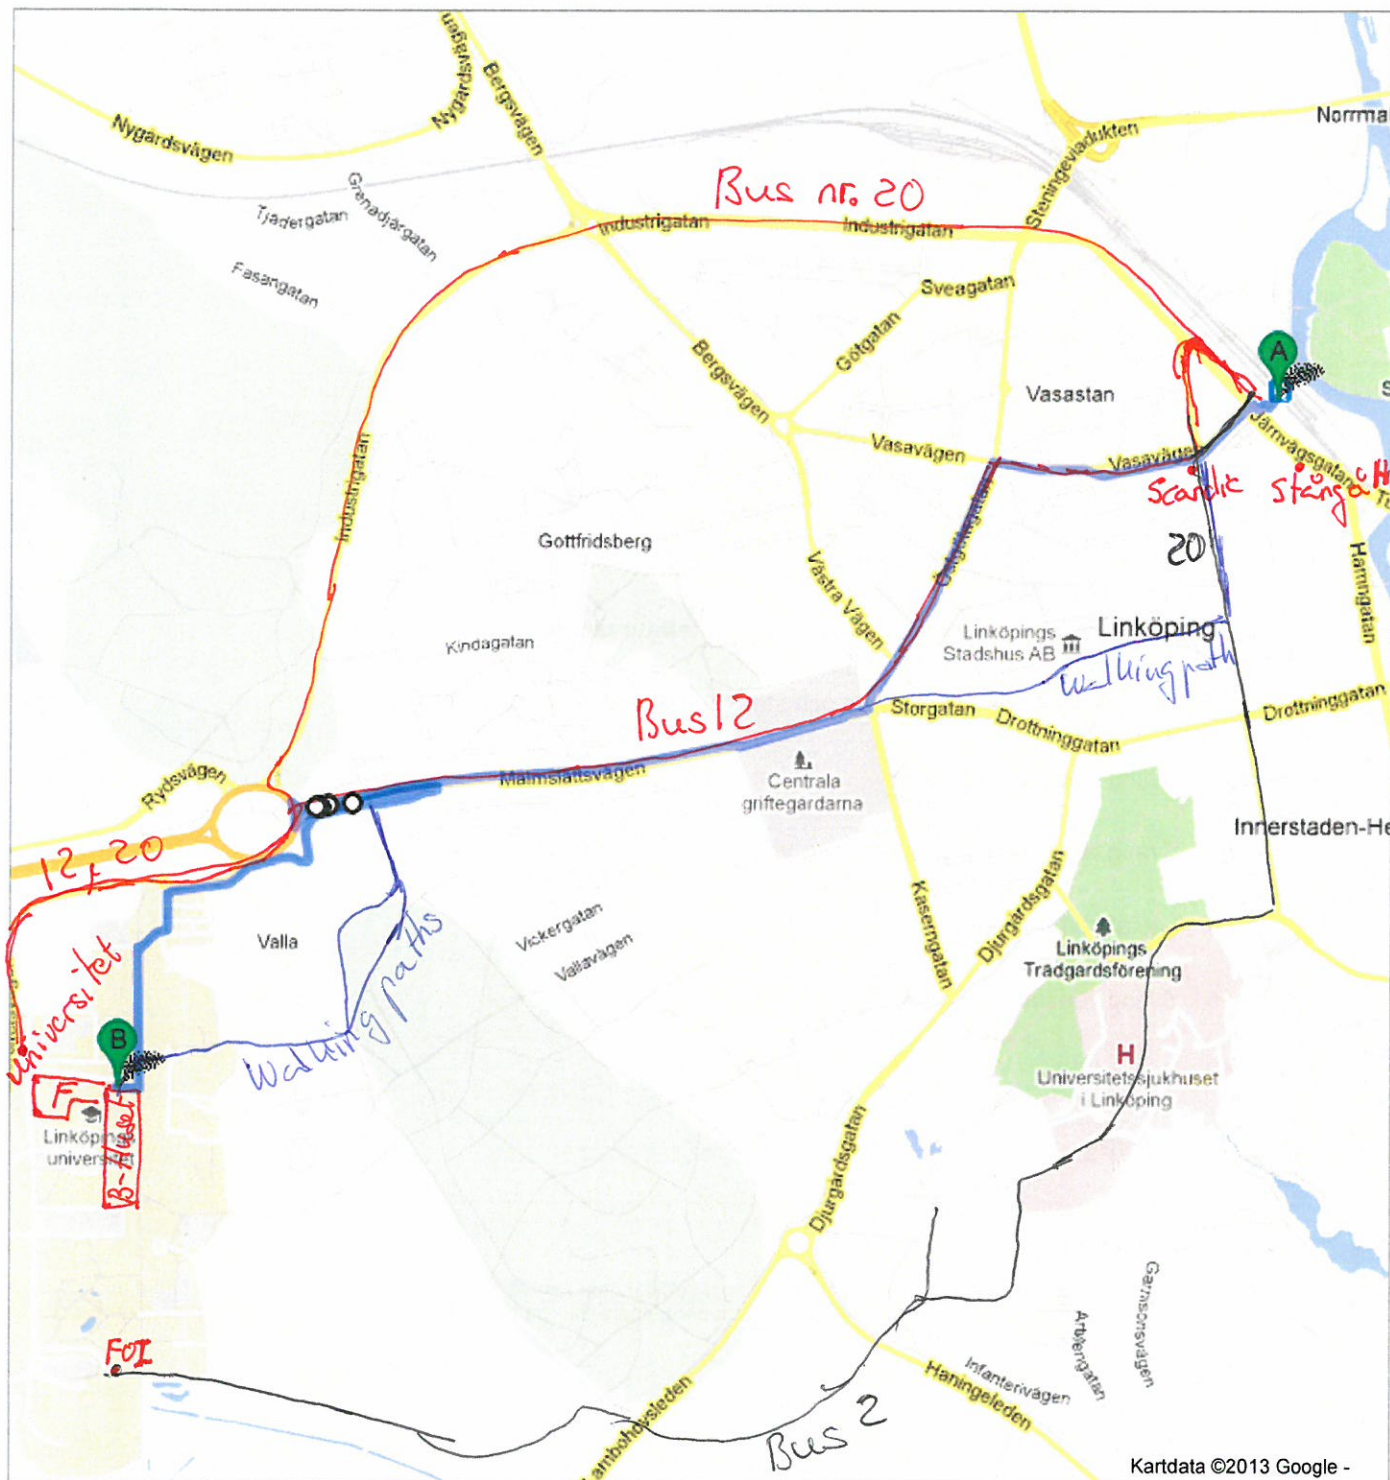 Nygårdsvägen
Bergsvägen
Nygårdsvägen
Norrma
Steningeviadukten
Grenadjärgatan
Tjädergatan
Bus nr. 20
Industrigatan
Industrigatan
Fasangatan
Sveagatan
Götgatan
A
Bergsvägen
Vasastan
Järnvägsgatan
Vasavägen
Vasavägen
Scandic
Stångå H
Industrigatan
Gottfridsberg
20
Hamngatan
Västra Vägen
Kindagatan
Linköpings
Stadshus AB
Linköping
Walking path
Bus 12
Storgatan
Drottninggatan
Drottninggatan
Rydsvägen
Malmslättsvägen
Centrala
griftegårdarna
Innerstaden-He
12, 20
Kaserngatan
Djurgårdsgatan
Vickergatan
Vallavägen
Valla
Linköpings
Trädgårdsförening
Universitet
Walking paths
B
H
Universitetssjukhuset
i Linköping
F
Linköpings
universitet
B-Huset
Djurgårdsgatan
Garnisonsvägen
Artillerigatan
FOI
Infanterivägen
Haningeleden
Lambohovsleden
Bus 2
Kartdata ©2013 Google -